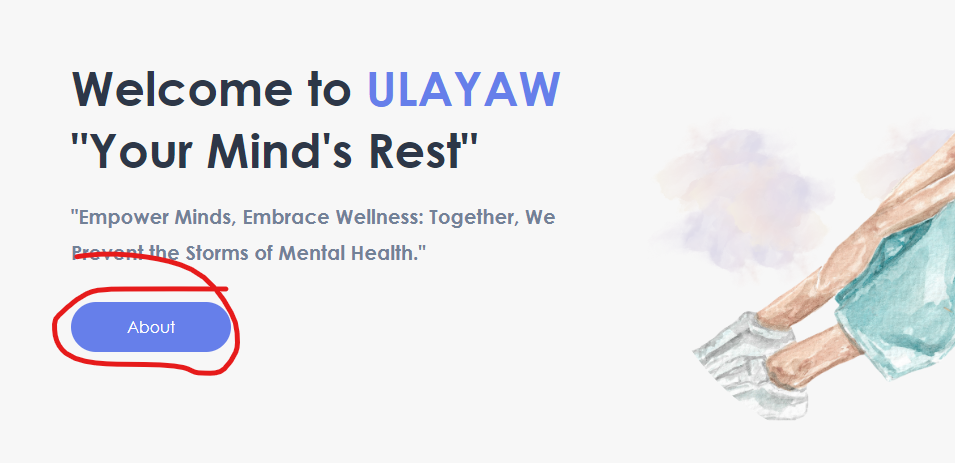 Welcome to ULAYAW
"Your Mind's Rest"
"Empower Minds, Embrace Wellness: Together, We
Prevent the Storms of Mental Health."
About